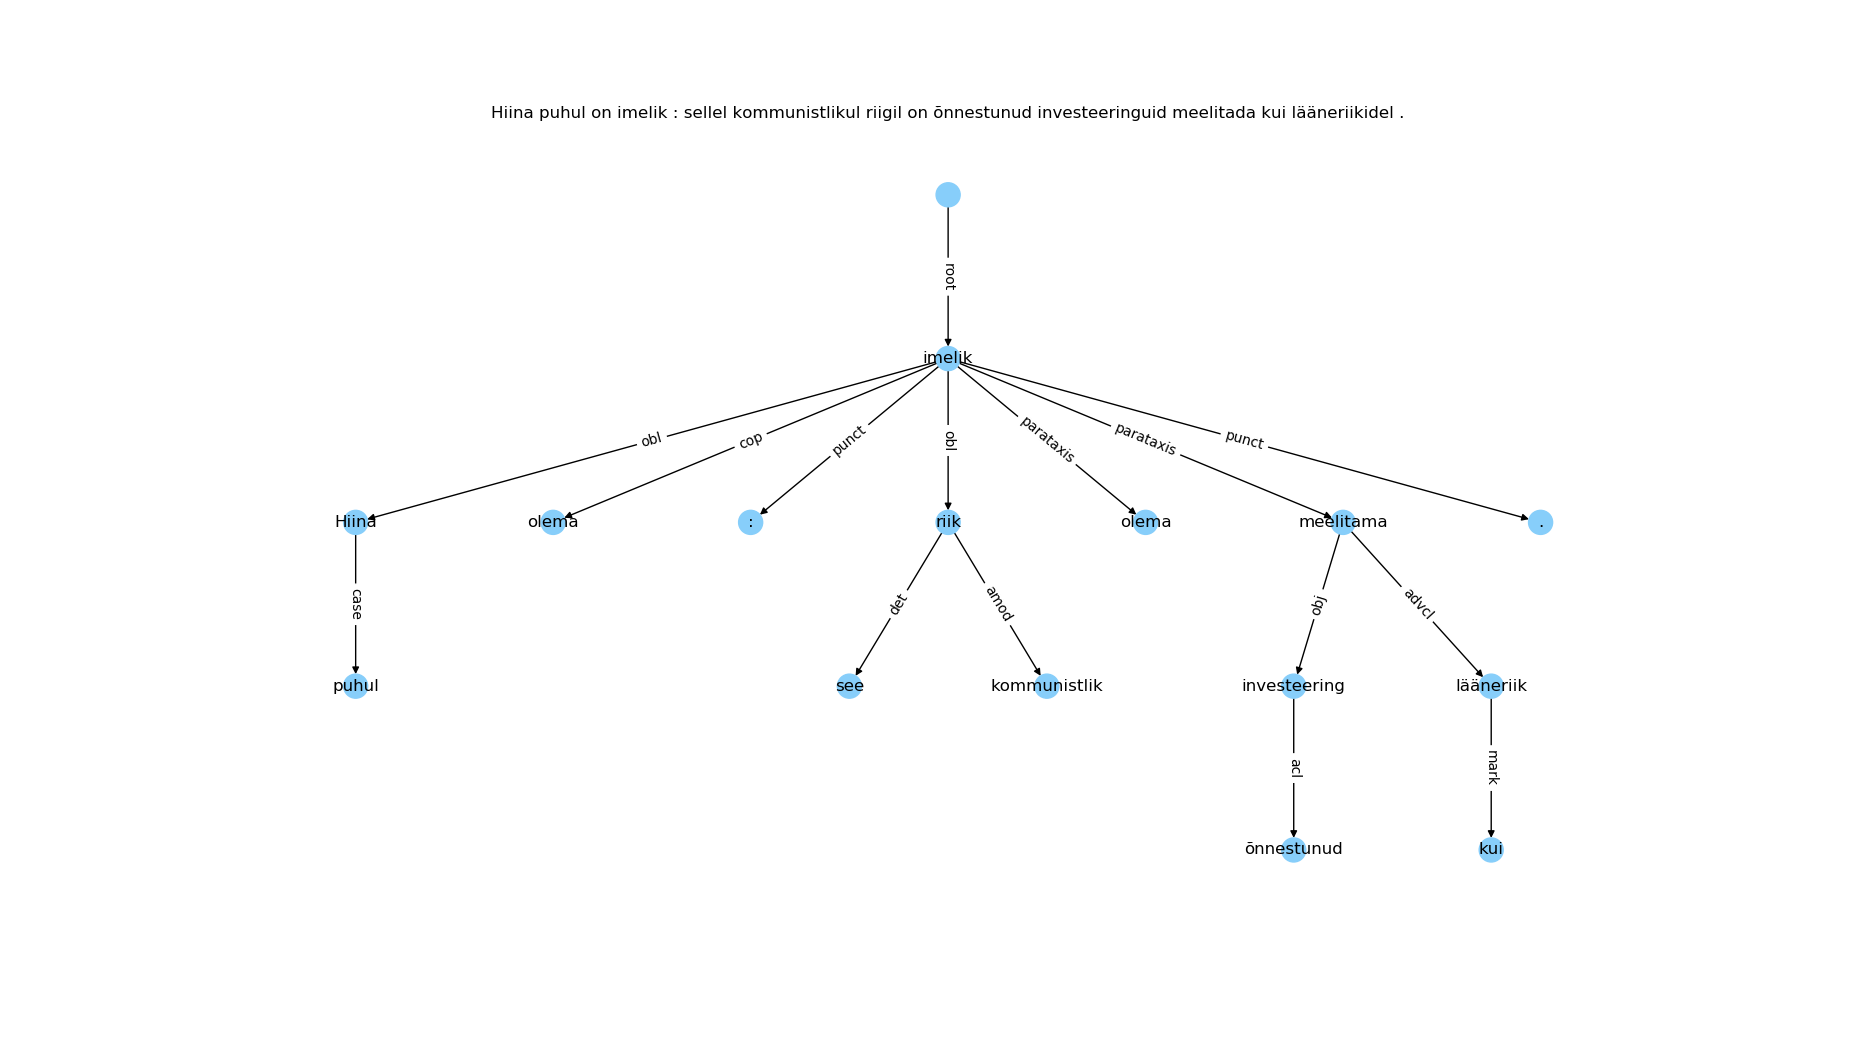 Hiina puhul on imelik : sellel kommunistlikul riigil on õnnestunud investeeringuid meelitada kui lääneriikidel .
root
imelik
obl cop punct obl parataxis parataxis punct
Hiina olema : riik olema meelitama .
case det amod obj advcl
puhul see kommunistlik investeering lääneriik
acl mark
õnnestunud kui